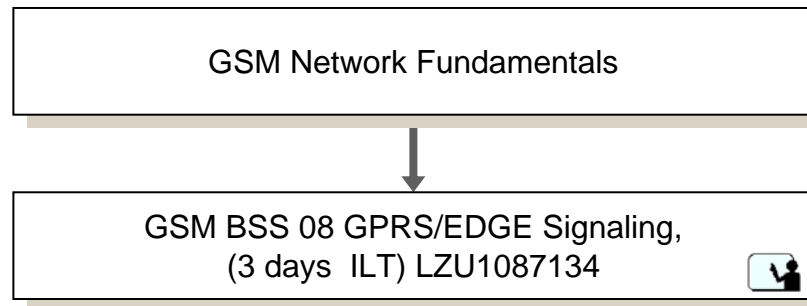 GSM Network Fundamentals
GSM BSS 08 GPRS/EDGE Signaling,
(3 days ILT) LZU1087134